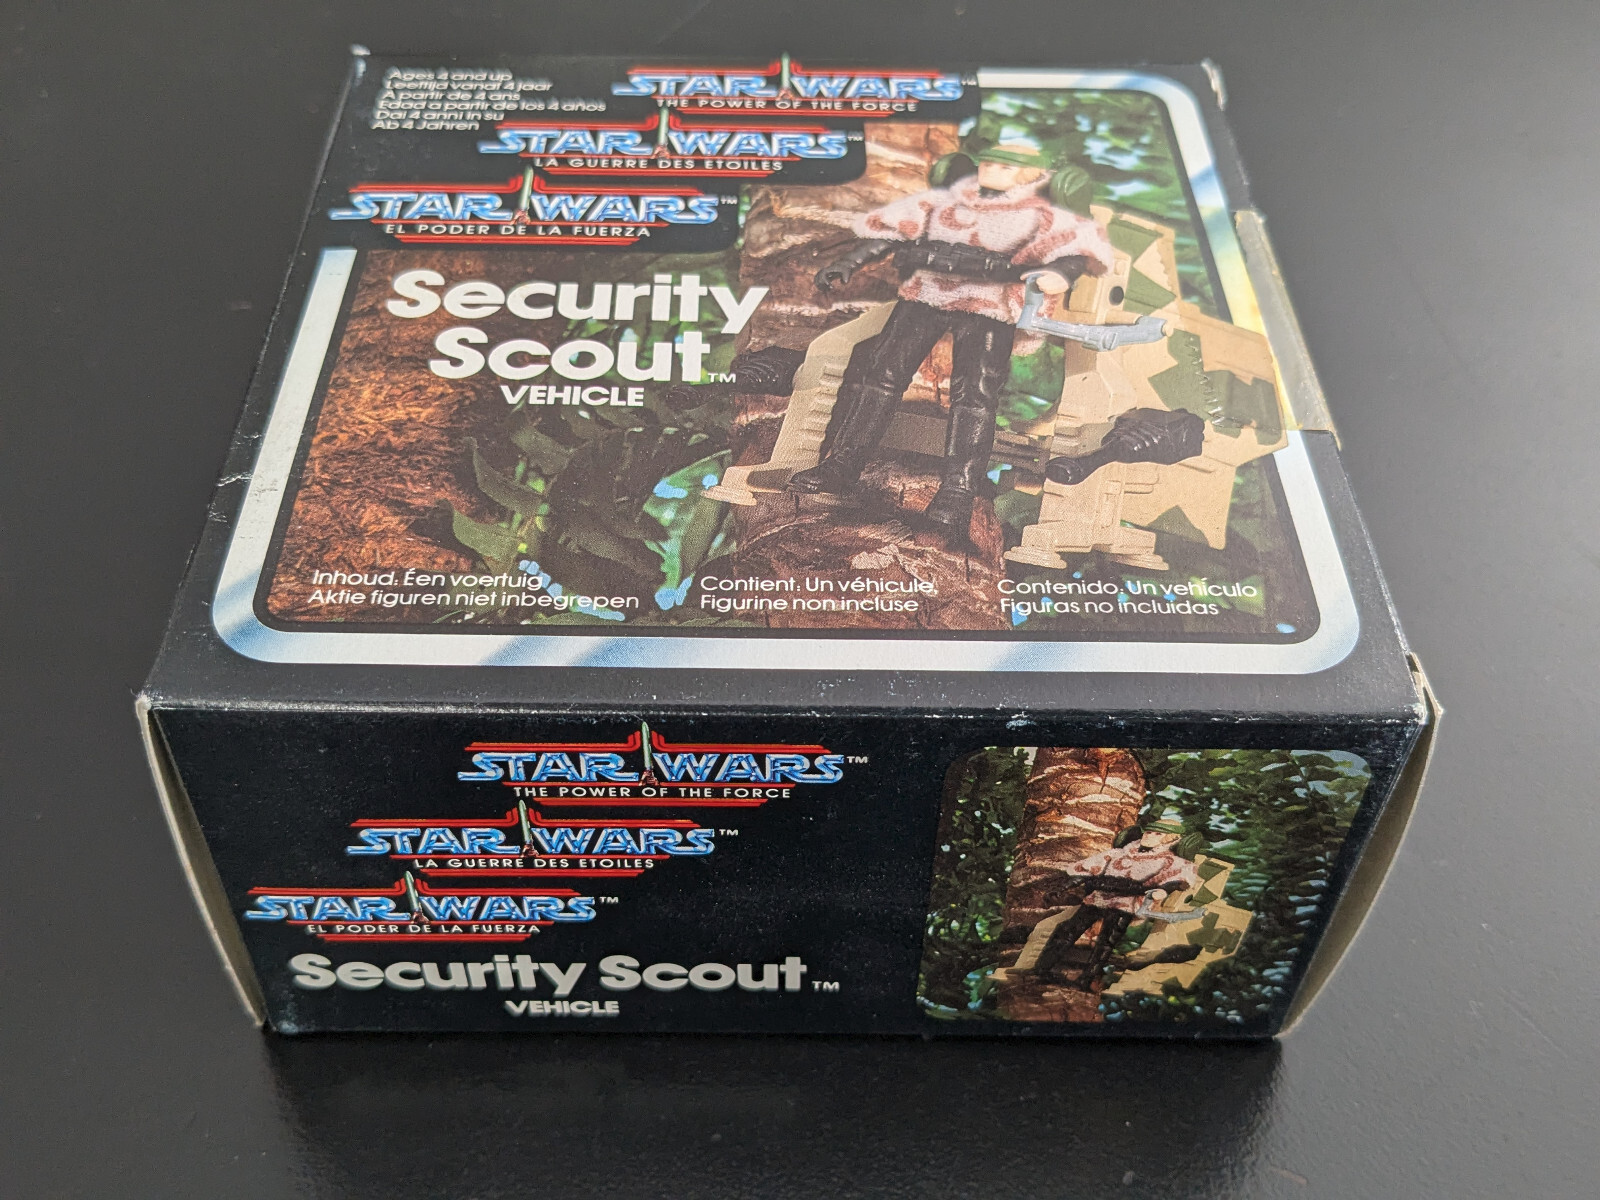 Ages 4 and up
Leeftijd vanaf 4 jaar
A partir de 4 ans
Edad a partir de los 4 años
Dai 4 anni in su
Ab 4 Jahren
STAR WARS™
THE POWER OF THE FORCE
STAR WARS™
LA GUERRE DES ETOILES
STAR WARS™
EL PODER DE LA FUERZA
Security
Scout™
VEHICLE
Inhoud: Één voertuig
Aktie figuren niet inbegrepen
Contient: Un véhicule,
Figurine non incluse
Contenido: Un vehículo
Figuras no incluidas
STAR WARS™
THE POWER OF THE FORCE
STAR WARS™
LA GUERRE DES ETOILES
STAR WARS™
EL PODER DE LA FUERZA
Security Scout™
VEHICLE